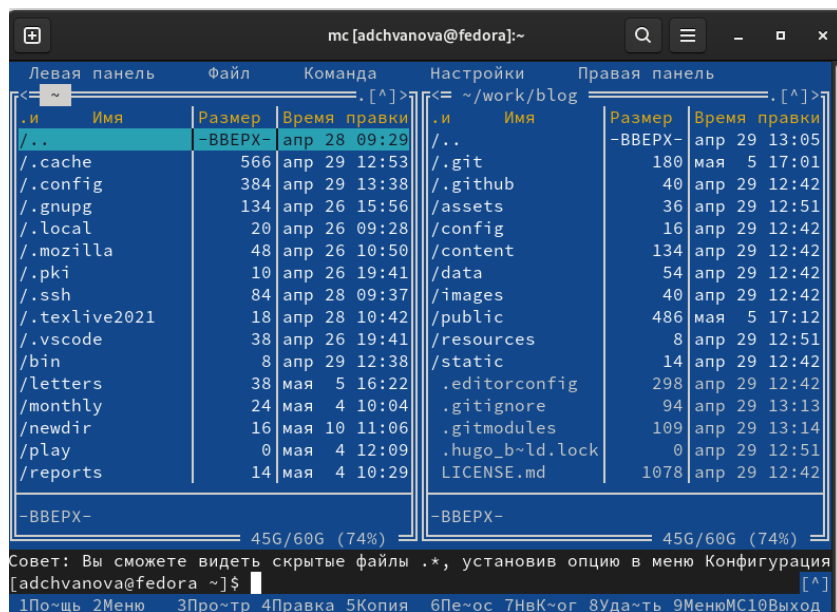 mc [adchvanova@fedora]:~
Левая панель Файл Команда Настройки Правая панель
<= ~ .[^]> <= ~/work/blog .[^]>
.и Имя Размер Время правки .и Имя Размер Время правки
/.. -ВВЕРХ- апр 28 09:29 /.. -ВВЕРХ- апр 29 13:05
/.cache 566 апр 29 12:53 /.git 180 мая 5 17:01
/.config 384 апр 29 13:38 /.github 40 апр 29 12:42
/.gnupg 134 апр 26 15:56 /assets 36 апр 29 12:51
/.local 20 апр 26 09:28 /config 16 апр 29 12:42
/.mozilla 48 апр 26 10:50 /content 134 апр 29 12:42
/.pki 10 апр 26 19:41 /data 54 апр 29 12:42
/.ssh 84 апр 28 09:37 /images 40 апр 29 12:42
/.texlive2021 18 апр 28 10:42 /public 486 мая 5 17:12
/.vscode 38 апр 26 19:41 /resources 8 апр 29 12:51
/bin 8 апр 29 12:38 /static 14 апр 29 12:42
/letters 38 мая 5 16:22 .editorconfig 298 апр 29 12:42
/monthly 24 мая 4 10:04 .gitignore 94 апр 29 13:13
/newdir 16 мая 10 11:06 .gitmodules 109 апр 29 13:14
/play 0 мая 4 12:09 .hugo_b~ld.lock 0 апр 29 12:51
/reports 14 мая 4 10:29 LICENSE.md 1078 апр 29 12:42
-ВВЕРХ- -ВВЕРХ-
45G/60G (74%) 45G/60G (74%)
Совет: Вы сможете видеть скрытые файлы .*, установив опцию в меню Конфигурация
[adchvanova@fedora ~]$ [^]
1По~щь 2Меню 3Про~тр 4Правка 5Копия 6Пе~ос 7НвК~ог 8Уда~ть 9МенюМС10Выход